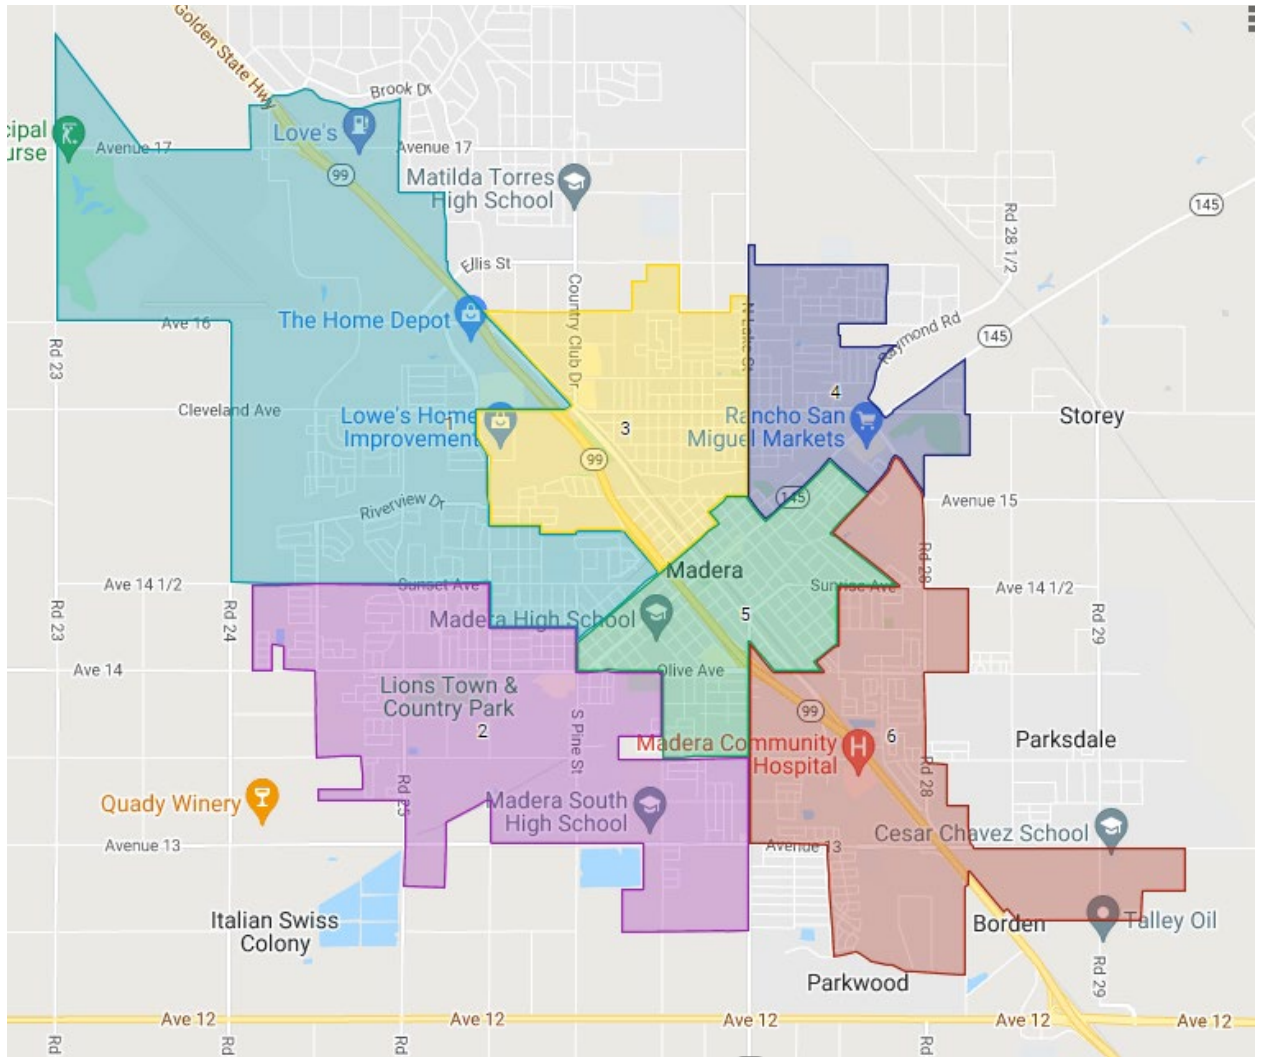 Golden State Hwy
Brook Dr
cipal
urse
Avenue 17
Love's
Avenue 17
99
Matilda Torres
High School
145
Rd 28 1/2
Ellis St
Country Club Dr
The Home Depot
Ave 16
N Lake St
Raymond Rd
145
Rd 23
Cleveland Ave
Lowe's Home
Improvement
1
3
4
Rancho San
Miguel Markets
Storey
99
Riverview Dr
145
Avenue 15
Madera
Ave 14 1/2
Sunset Ave
Sunrise Ave
Rd 28
Ave 14 1/2
Rd 23
Rd 24
Madera High School
5
Rd 29
Ave 14
Olive Ave
Lions Town &
Country Park
2
S Pine St
99
6
Madera Community
Hospital
H
Parksdale
Rd 28
Quady Winery
Rd 25
Madera South
High School
Cesar Chavez School
Avenue 13
Avenue 13
Italian Swiss
Colony
Borden
Talley Oil
Parkwood
Rd 29
Ave 12
Ave 12
Ave 12
Ave 12
Ave 12
Rd
Rd
Rd
Rd